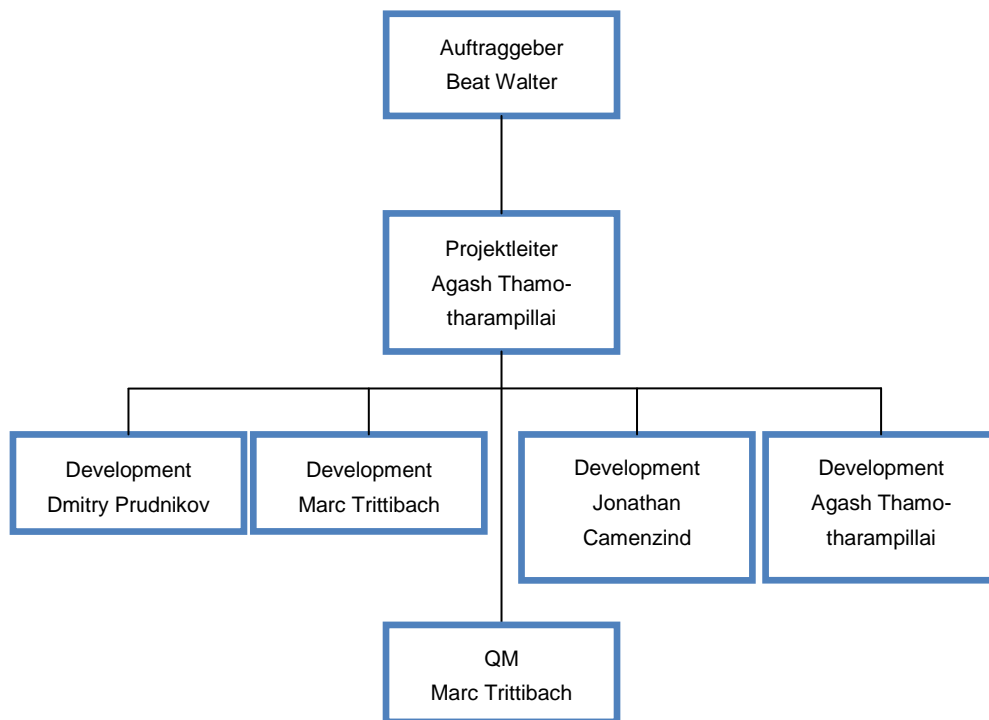 Auftraggeber
Beat Walter
Projektleiter
Agash Thamo-
tharampillai
Development
Dmitry Prudnikov
Development
Marc Trittibach
Development
Jonathan
Camenzind
Development
Agash Thamo-
tharampillai
QM
Marc Trittibach